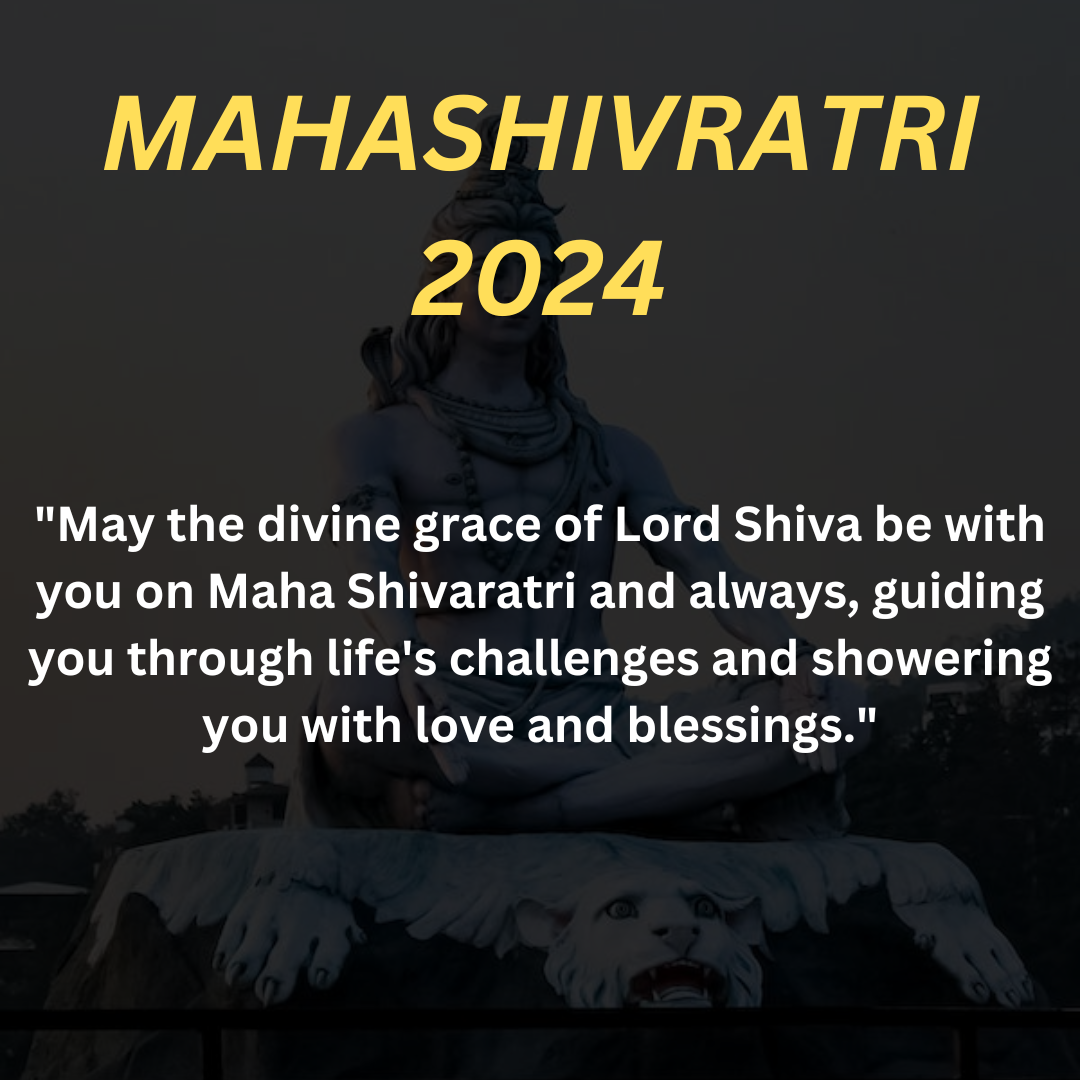 MAHASHIVRATRI
2024
"May the divine grace of Lord Shiva be with
you on Maha Shivaratri and always, guiding
you through life's challenges and showering
you with love and blessings."